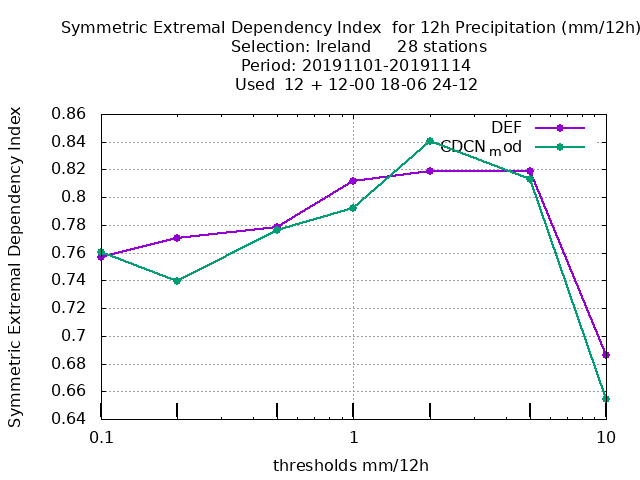 Symmetric Extremal Dependency Index  for 12h Precipitation (mm/12h)
Selection: Ireland     28 stations
Period: 20191101-20191114
Used  12 + 12-00 18-06 24-12
Symmetric Extremal Dependency Index
0.86
0.84
0.82
0.8
0.78
0.76
0.74
0.72
0.7
0.68
0.66
0.64
DEF
CDCN mod
0.1
1
10
thresholds mm/12h